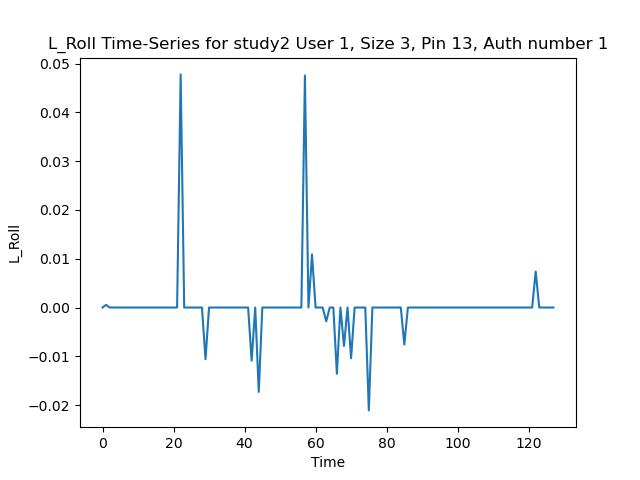 L_Roll Time-Series for study2 User 1, Size 3, Pin 13, Auth number 1
0.05
0.04
0.03
0.02
0.01
0.00
−0.01
−0.02
L_Roll
0 20 40 60 80 100 120
Time